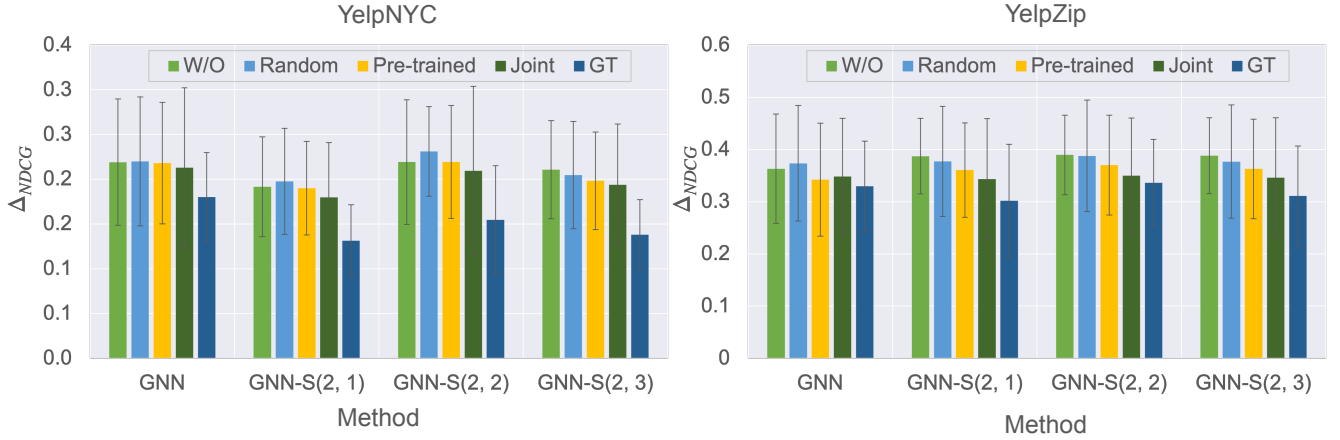 YelpNYC
0.4
0.3
0.3
0.2
0.2
0.1
0.1
0.0
Δ_NDCG
W/O Random Pre-trained Joint GT
GNN GNN-S(2, 1) GNN-S(2, 2) GNN-S(2, 3)
Method
YelpZip
0.6
0.5
0.4
0.3
0.2
0.1
0
Δ_NDCG
W/O Random Pre-trained Joint GT
GNN GNN-S(2, 1) GNN-S(2, 2) GNN-S(2, 3)
Method